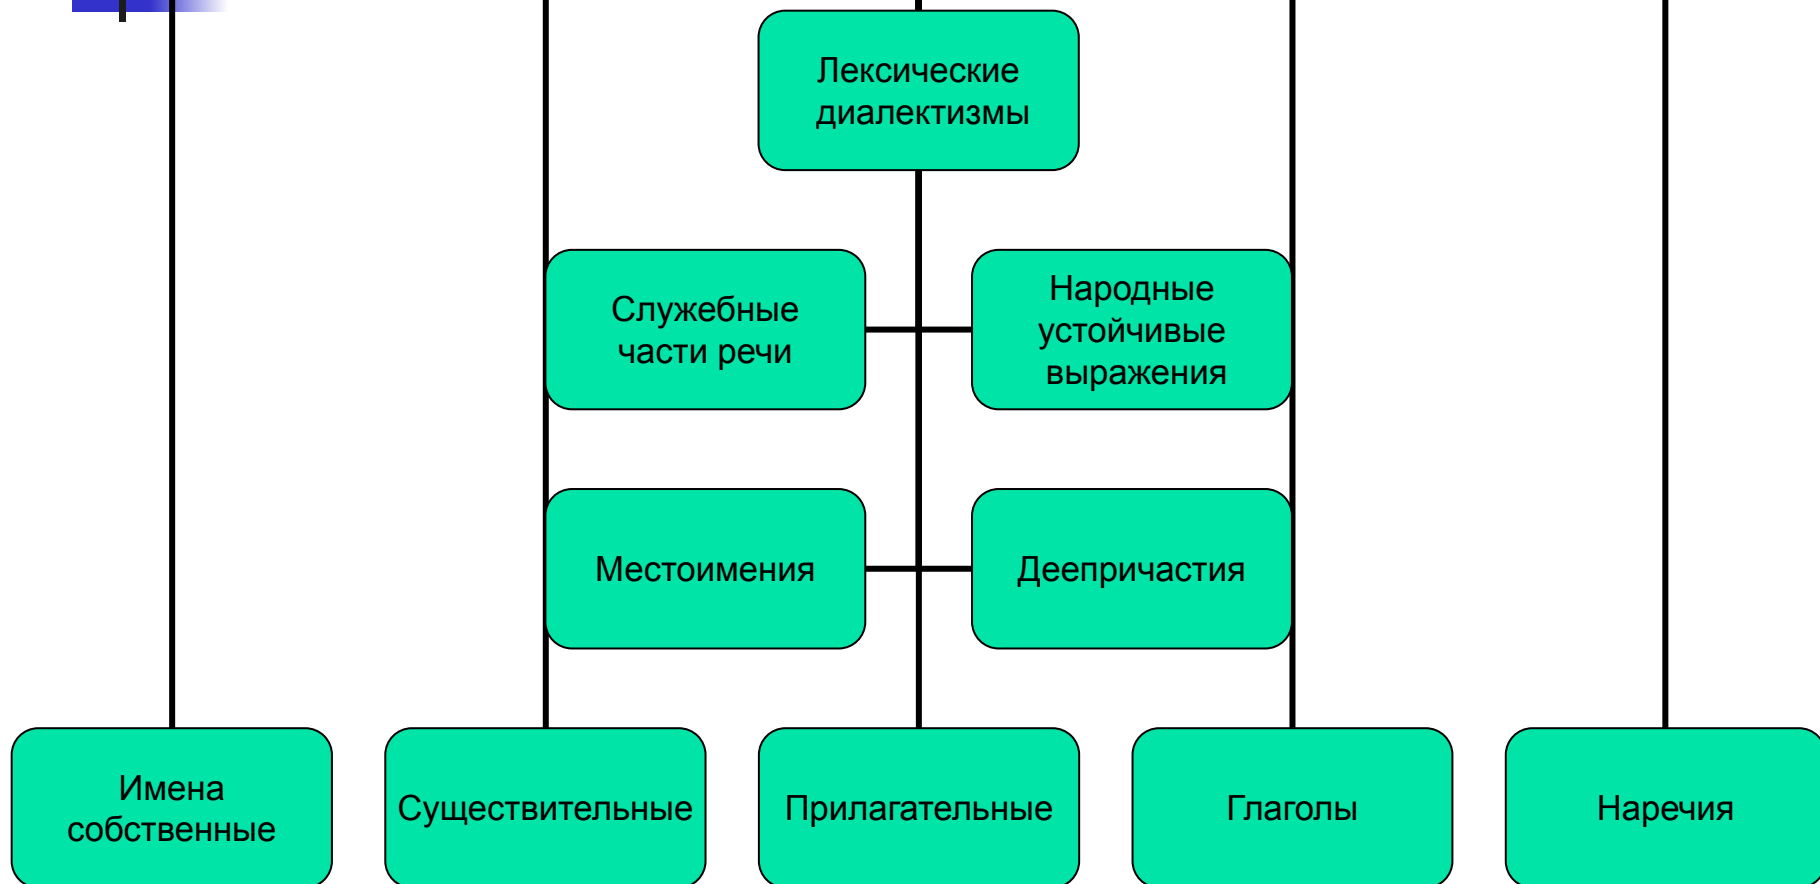 Лексические
диалектизмы
Служебные
части речи
Народные
устойчивые
выражения
Местоимения
Деепричастия
Имена
собственные
Существительные
Прилагательные
Глаголы
Наречия